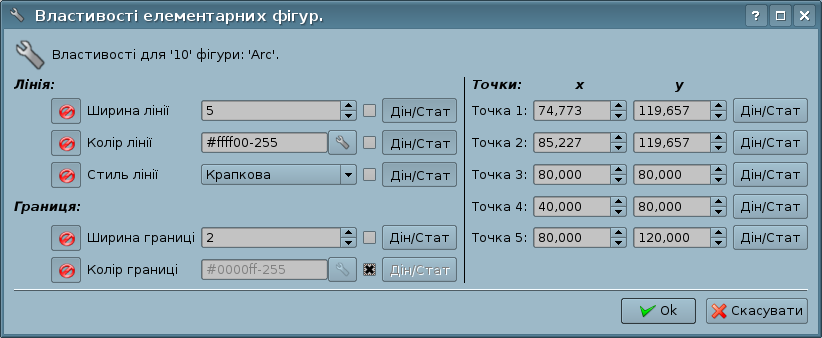 Властивості елементарних фігур.
Властивості для '10' фігури: 'Arc'.
Лінія:
Ширина лінії 5 Дін/Стат
Колір лінії #ffff00-255 Дін/Стат
Стиль лінії Крапкова Дін/Стат
Границя:
Ширина границі 2 Дін/Стат
Колір границі #0000ff-255 Дін/Стат
Точки: x y
Точка 1: 74,773 119,657 Дін/Стат
Точка 2: 85,227 119,657 Дін/Стат
Точка 3: 80,000 80,000 Дін/Стат
Точка 4: 40,000 80,000 Дін/Стат
Точка 5: 80,000 120,000 Дін/Стат
Ok Скасувати